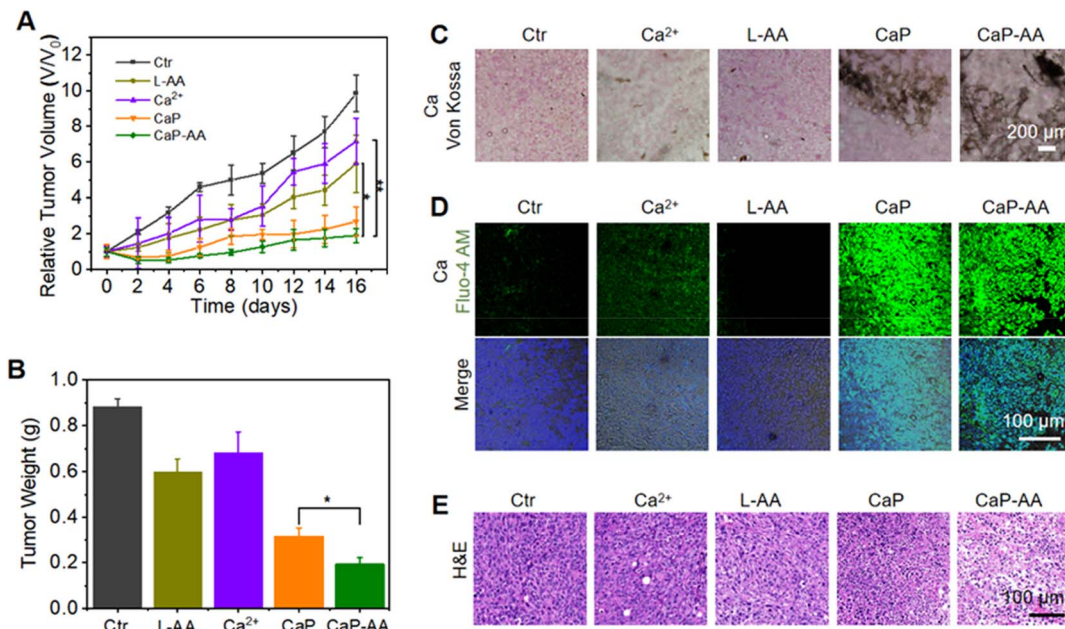 A
Relative Tumor Volume (V/V₀)
12
10
8
6
4
2
0
Ctr
L-AA
Ca²⁺
CaP
CaP-AA
*
**
0 2 4 6 8 10 12 14 16
Time (days)
B
Tumor Weight (g)
1.0
0.8
0.6
0.4
0.2
0.0
*
Ctr L-AA Ca²⁺ CaP CaP-AA
C
Ctr Ca²⁺ L-AA CaP CaP-AA
Ca
Von Kossa
200 μm
D
Ctr Ca²⁺ L-AA CaP CaP-AA
Ca
Fluo-4 AM
Merge
100 μm
E
Ctr Ca²⁺ L-AA CaP CaP-AA
H&E
100 μm